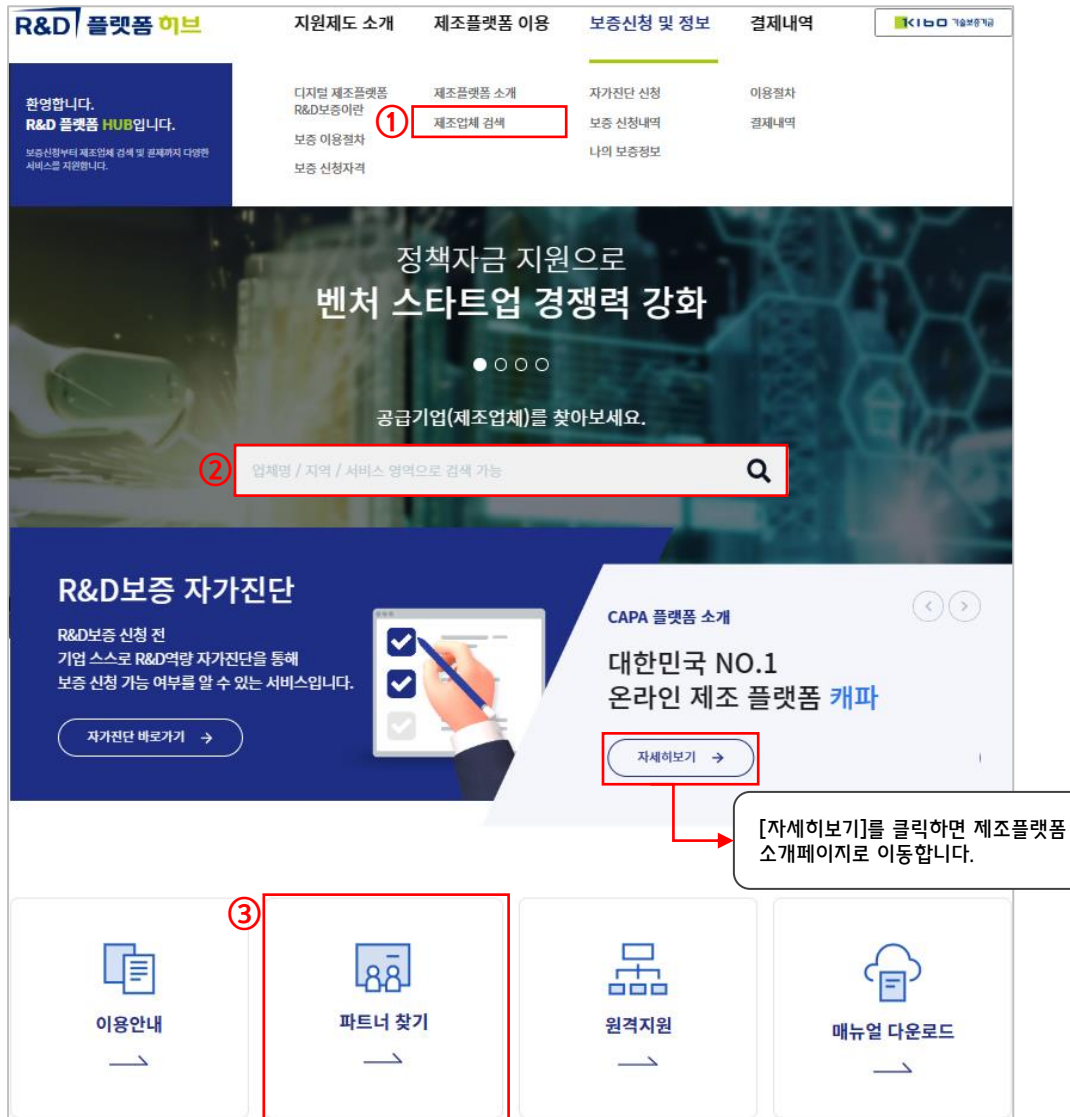 R&D 플랫폼 허브
지원제도 소개
제조플랫폼 이용
보증신청 및 정보
결제내역
KIBO 기술보증기금
환영합니다.
R&D 플랫폼 HUB입니다.
보증신청부터 제조업체 검색 및 결제까지 다양한
서비스를 지원합니다.
디지털 제조플랫폼
R&D보증이란
보증 이용절차
보증 신청자격
제조플랫폼 소개
①
제조업체 검색
자가진단 신청
보증 신청내역
나의 보증정보
이용절차
결제내역
정책자금 지원으로
벤처 스타트업 경쟁력 강화
공급기업(제조업체)를 찾아보세요.
②
업체명 / 지역 / 서비스 영역으로 검색 가능
R&D보증 자가진단
R&D보증 신청 전
기업 스스로 R&D역량 자가진단을 통해
보증 신청 가능 여부를 알 수 있는 서비스입니다.
자가진단 바로가기 →
CAPA 플랫폼 소개
대한민국 NO.1
온라인 제조 플랫폼 캐파
자세히보기 →
[자세히보기]를 클릭하면 제조플랫폼
소개페이지로 이동합니다.
③
이용안내
파트너 찾기
원격지원
매뉴얼 다운로드